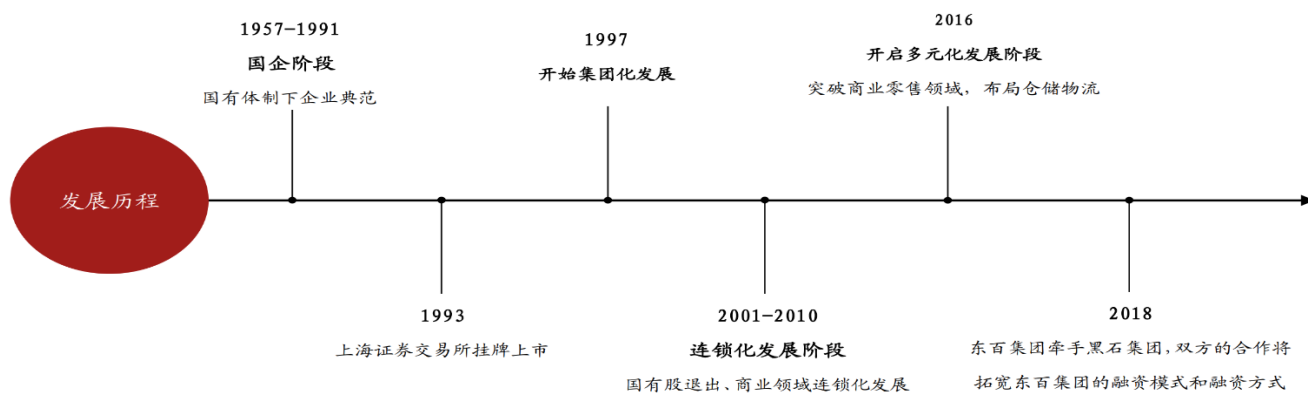 发展历程
1957–1991
国企阶段
国有体制下企业典范
1993
上海证券交易所挂牌上市
1997
开始集团化发展
2001–2010
连锁化发展阶段
国有股退出、商业领域连锁化发展
2016
开启多元化发展阶段
突破商业零售领域，布局仓储物流
2018
东百集团牵手黑石集团,双方的合作将
拓宽东百集团的融资模式和融资方式